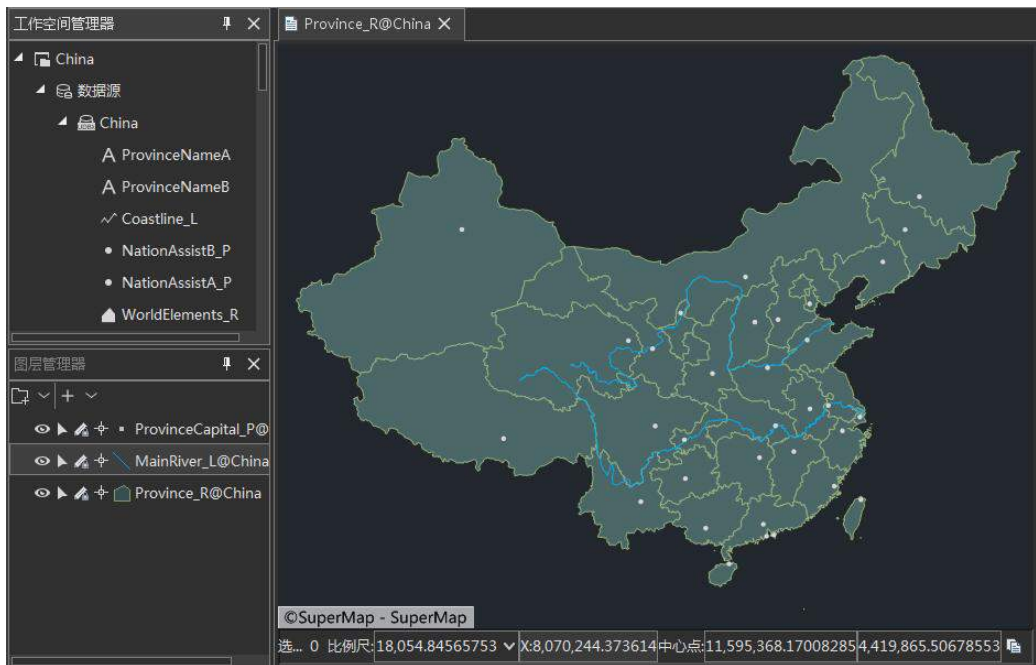 工作空间管理器
China
数据源
China
ProvinceNameA
ProvinceNameB
Coastline_L
NationAssistB_P
NationAssistA_P
WorldElements_R
图层管理器
ProvinceCapital_P@
MainRiver_L@China
Province_R@China
Province_R@China
©SuperMap - SuperMap
选... 0 比例尺: 18,054.84565753 X:8,070,244.373614 中心点: 11,595,368.17008285 4,419,865.50678553